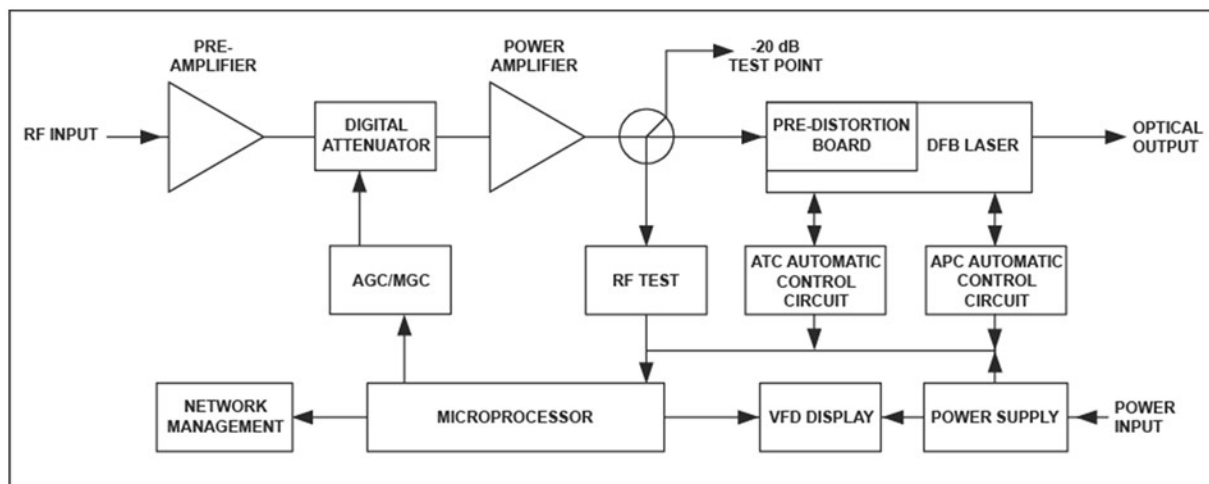 PRE-
AMPLIFIER
POWER
AMPLIFIER
-20 dB
TEST POINT
RF INPUT
DIGITAL
ATTENUATOR
PRE-DISTORTION
BOARD
DFB LASER
OPTICAL
OUTPUT
AGC/MGC
RF TEST
ATC AUTOMATIC
CONTROL
CIRCUIT
APC AUTOMATIC
CONTROL
CIRCUIT
NETWORK
MANAGEMENT
MICROPROCESSOR
VFD DISPLAY
POWER SUPPLY
POWER
INPUT